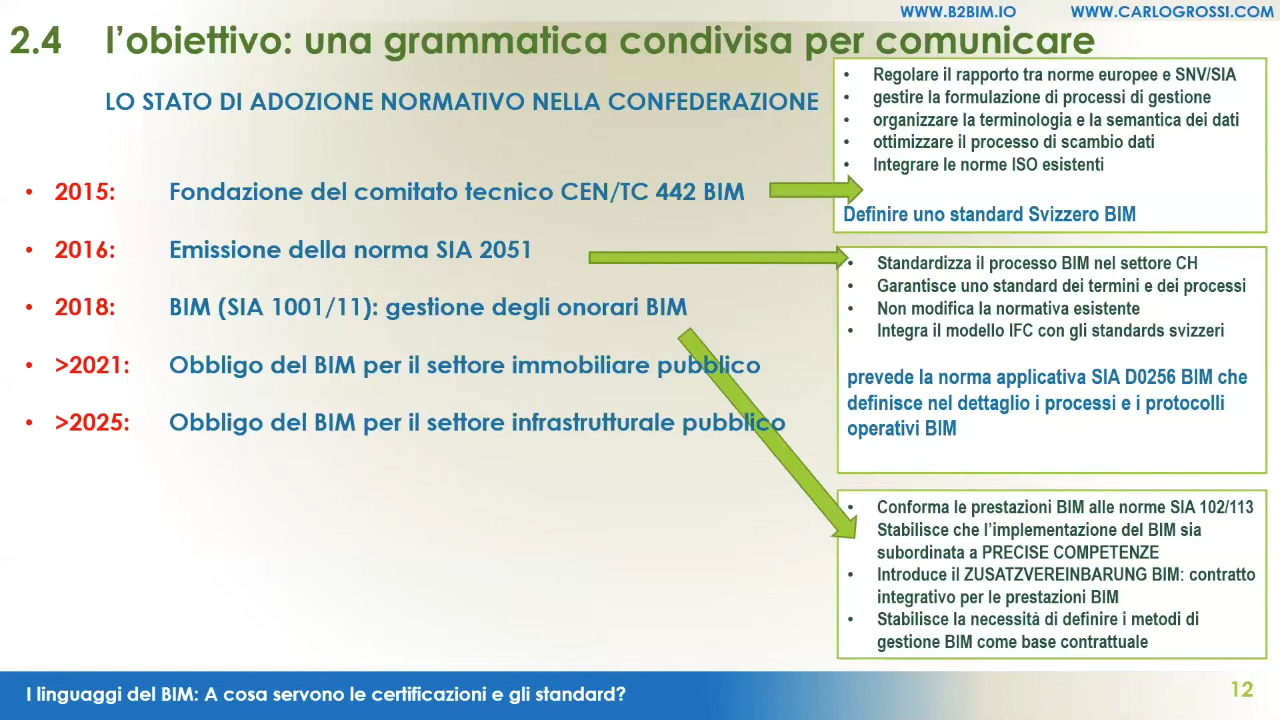 WWW.B2BIM.IO WWW.CARLOGROSSI.COM
2.4 l’obiettivo: una grammatica condivisa per comunicare
LO STATO DI ADOZIONE NORMATIVO NELLA CONFEDERAZIONE
• 2015: Fondazione del comitato tecnico CEN/TC 442 BIM
• 2016: Emissione della norma SIA 2051
• 2018: BIM (SIA 1001/11): gestione degli onorari BIM
• >2021: Obbligo del BIM per il settore immobiliare pubblico
• >2025: Obbligo del BIM per il settore infrastrutturale pubblico
• Regolare il rapporto tra norme europee e SNV/SIA
• gestire la formulazione di processi di gestione
• organizzare la terminologia e la semantica dei dati
• ottimizzare il processo di scambio dati
• Integrare le norme ISO esistenti
Definire uno standard Svizzero BIM
• Standardizza il processo BIM nel settore CH
• Garantisce uno standard dei termini e dei processi
• Non modifica la normativa esistente
• Integra il modello IFC con gli standards svizzeri
prevede la norma applicativa SIA D0256 BIM che
definisce nel dettaglio i processi e i protocolli
operativi BIM
• Conforma le prestazioni BIM alle norme SIA 102/113
Stabilisce che l’implementazione del BIM sia
subordinata a PRECISE COMPETENZE
• Introduce il ZUSATZVEREINBARUNG BIM: contratto
integrativo per le prestazioni BIM
• Stabilisce la necessità di definire i metodi di
gestione BIM come base contrattuale
I linguaggi del BIM: A cosa servono le certificazioni e gli standard?
12